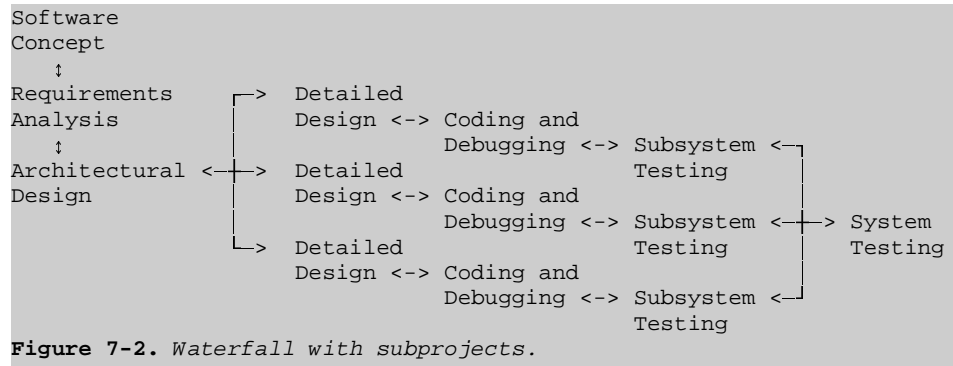 Software
Concept
↕
Requirements ┌─> Detailed
Analysis │ Design <-> Coding and
↕ │ Debugging <-> Subsystem <─┐
Architectural <─┼─> Detailed Testing │
Design │ Design <-> Coding and │
│ Debugging <-> Subsystem <─┼─> System
└─> Detailed Testing │ Testing
Design <-> Coding and │
Debugging <-> Subsystem <─┘
Testing
Figure 7-2. Waterfall with subprojects.